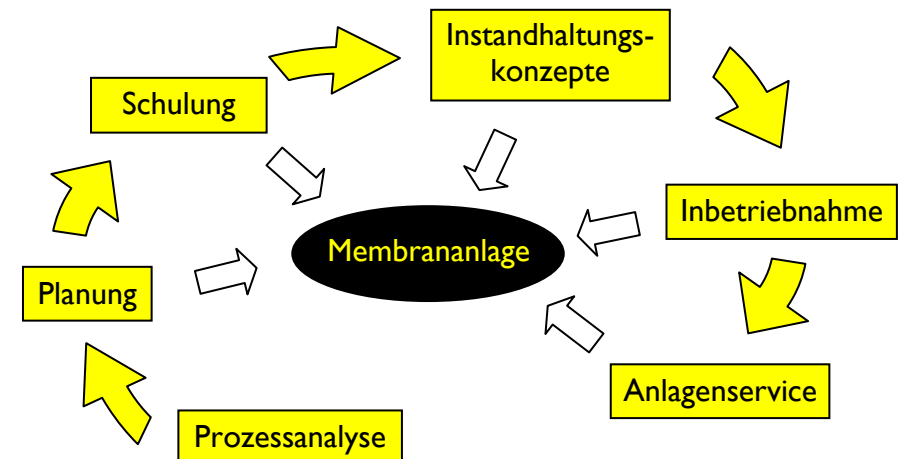 Instandhaltungs-
konzepte
Schulung
Inbetriebnahme
Membrananlage
Planung
Anlagenservice
Prozessanalyse